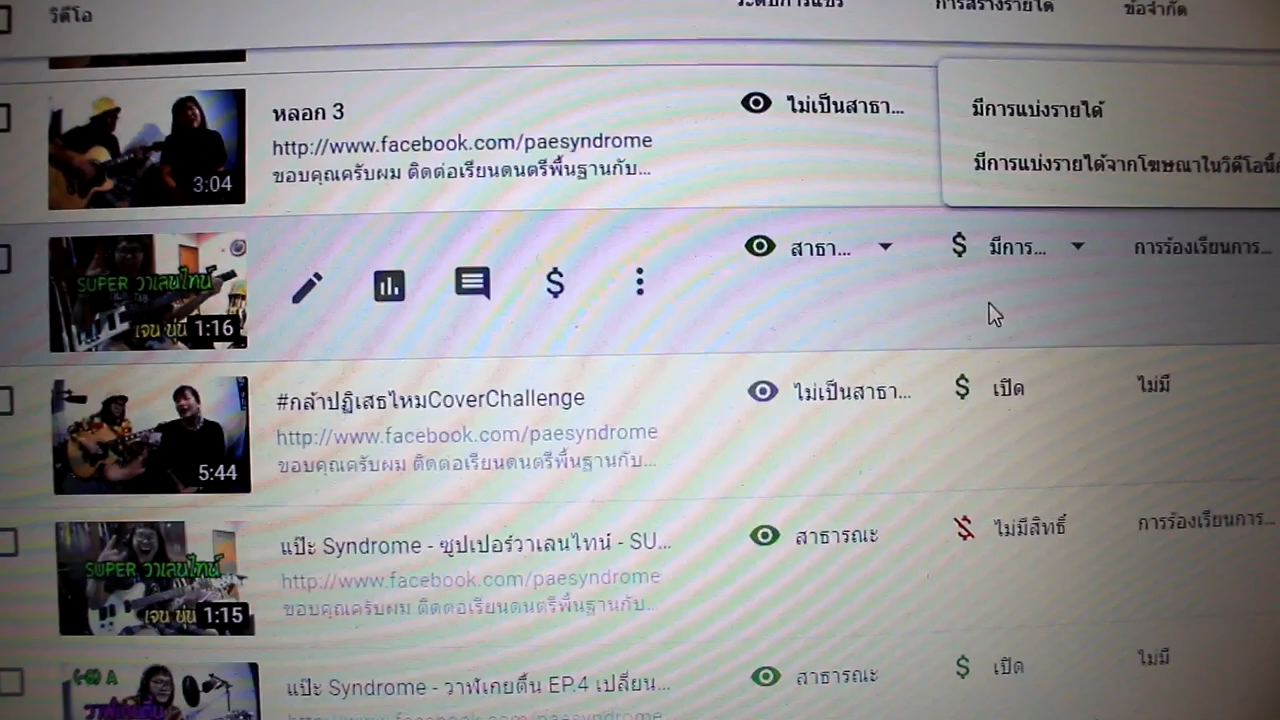 วิดีโอ
ระดับการแชร์
การสร้างรายได้
ข้อจำกัด
3:04
หลอก 3
http://www.facebook.com/paesyndrome
ขอบคุณครับผม ติดต่อเรียนดนตรีพื้นฐานกับ...
ไม่เป็นสาธา...
มีการแบ่งรายได้
มีการแบ่งรายได้จากโฆษณาในวิดีโอนี้
SUPER วาเลนไทน์
เจน ขุ่น 1:16
สาธา...
$ มีการ...
การร้องเรียนการ...
5:44
#กล้าปฏิเสธไหมCoverChallenge
http://www.facebook.com/paesyndrome
ขอบคุณครับผม ติดต่อเรียนดนตรีพื้นฐานกับ...
ไม่เป็นสาธา...
$ เปิด
ไม่มี
SUPER วาเลนไทน์
เจน ขุ่น 1:15
แป๊ะ Syndrome - ซุปเปอร์วาเลนไทน์ - SU...
http://www.facebook.com/paesyndrome
ขอบคุณครับผม ติดต่อเรียนดนตรีพื้นฐานกับ...
สาธารณะ
ไม่มีสิทธิ์
การร้องเรียนการ...
แป๊ะ Syndrome - วาฬเกยตื้น EP.4 เปลี่ยน...
http://www.facebook.com/paesyndrome
สาธารณะ
$ เปิด
ไม่มี